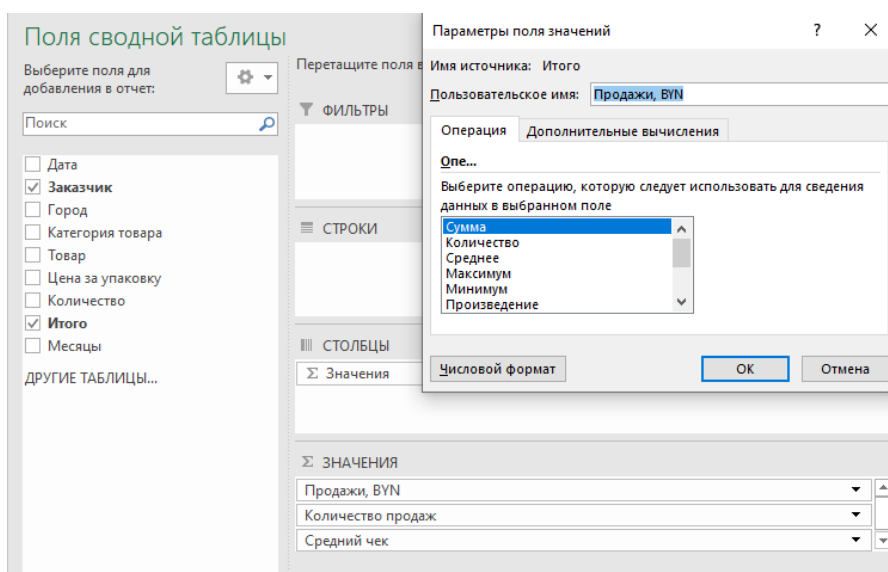 Поля сводной таблицы
Выберите поля для
добавления в отчет:
Поиск
Дата
Заказчик
Город
Категория товара
Товар
Цена за упаковку
Количество
Итого
Месяцы
ДРУГИЕ ТАБЛИЦЫ...
Перетащите поля в
ФИЛЬТРЫ
СТРОКИ
СТОЛБЦЫ
Σ Значения
Σ ЗНАЧЕНИЯ
Продажи, BYN
Количество продаж
Средний чек
Параметры поля значений
? ×
Имя источника: Итого
Пользовательское имя: Продажи, BYN
Операция
Дополнительные вычисления
Опе...
Выберите операцию, которую следует использовать для сведения
данных в выбранном поле
Сумма
Количество
Среднее
Максимум
Минимум
Произведение
Числовой формат
ОК
Отмена